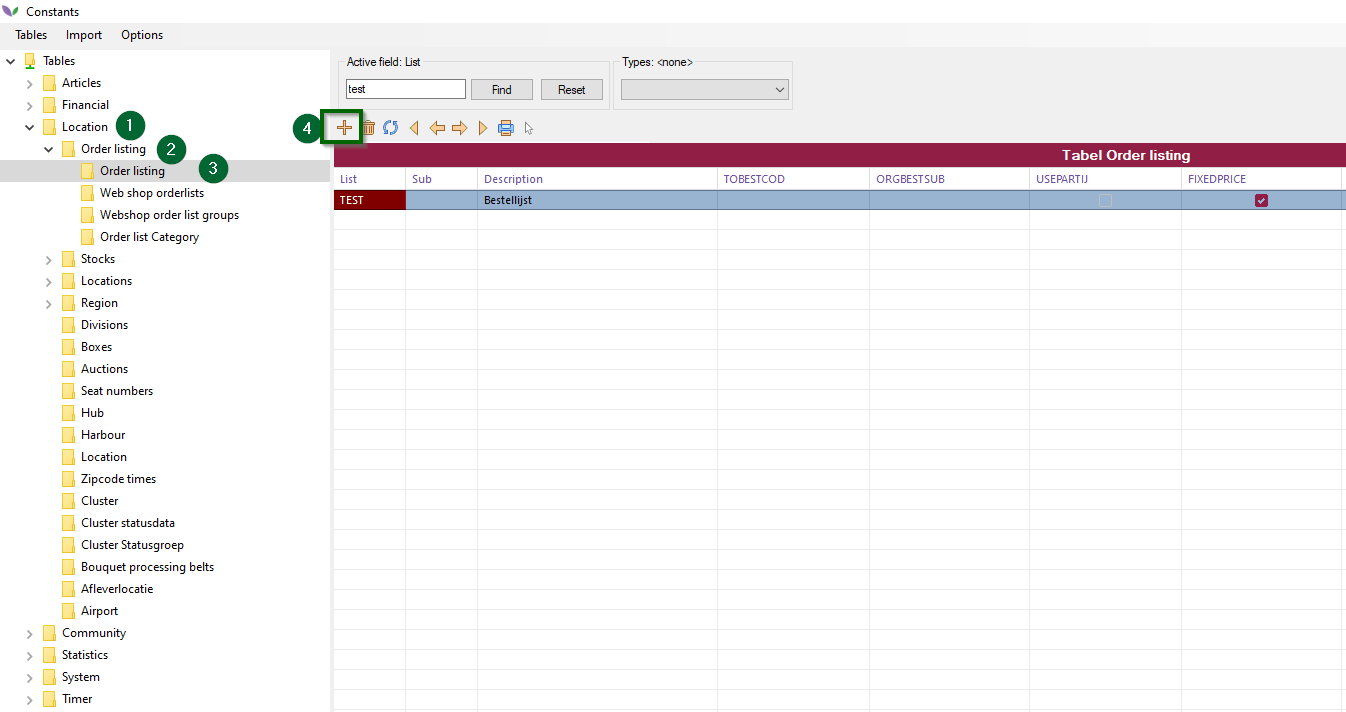 Constants
Tables Import Options
Tables
Articles
Financial
Location 1
Order listing 2
Order listing 3
Web shop orderlists
Webshop order list groups
Order list Category
Stocks
Locations
Region
Divisions
Boxes
Auctions
Seat numbers
Hub
Harbour
Location
Zipcode times
Cluster
Cluster statusdata
Cluster Statusgroep
Bouquet processing belts
Afleverlocatie
Airport
Community
Statistics
System
Timer
Active field: List
test Find Reset
Types: <none>
4
Tabel Order listing
List Sub Description TOBESTCOD ORGBESTSUB USEPARTIJ FIXEDPRICE
TEST Bestellijst